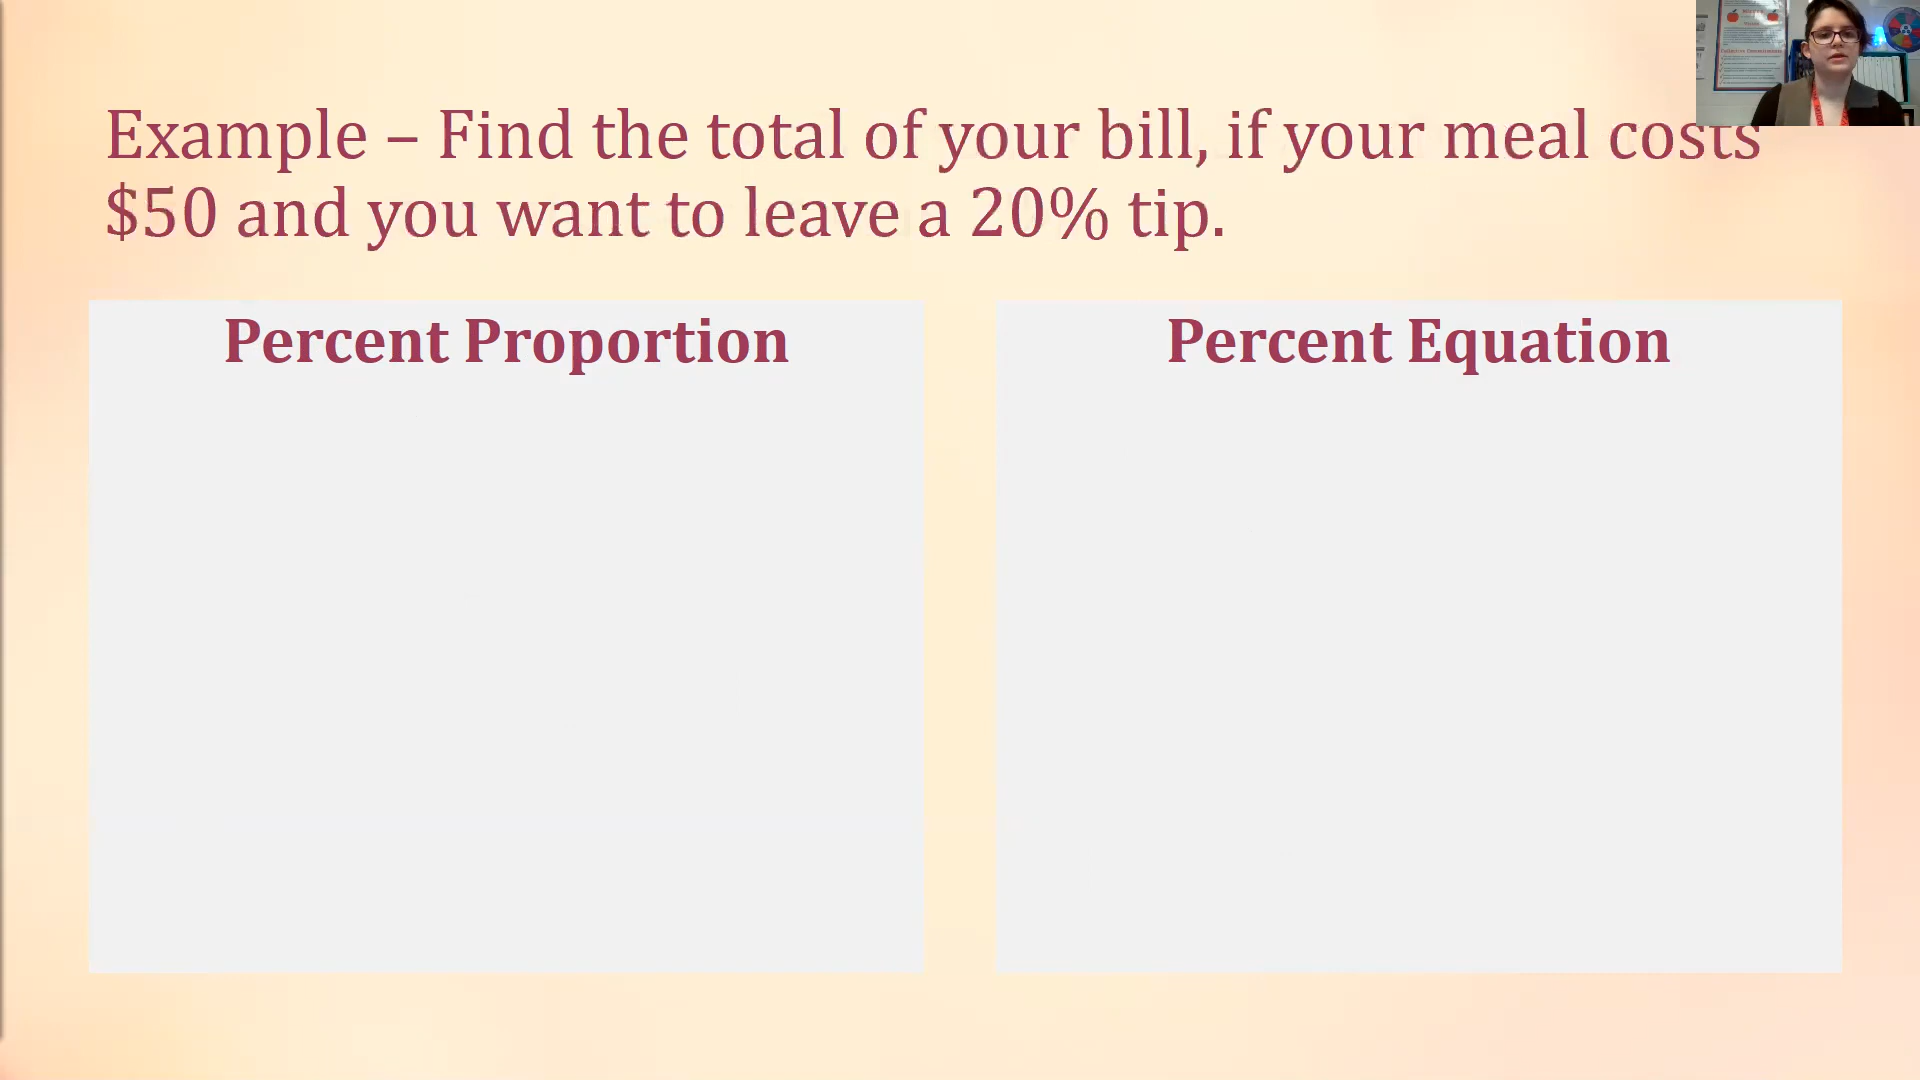 Example – Find the total of your bill, if your meal costs
$50 and you want to leave a 20% tip.
Percent Proportion
Percent Equation